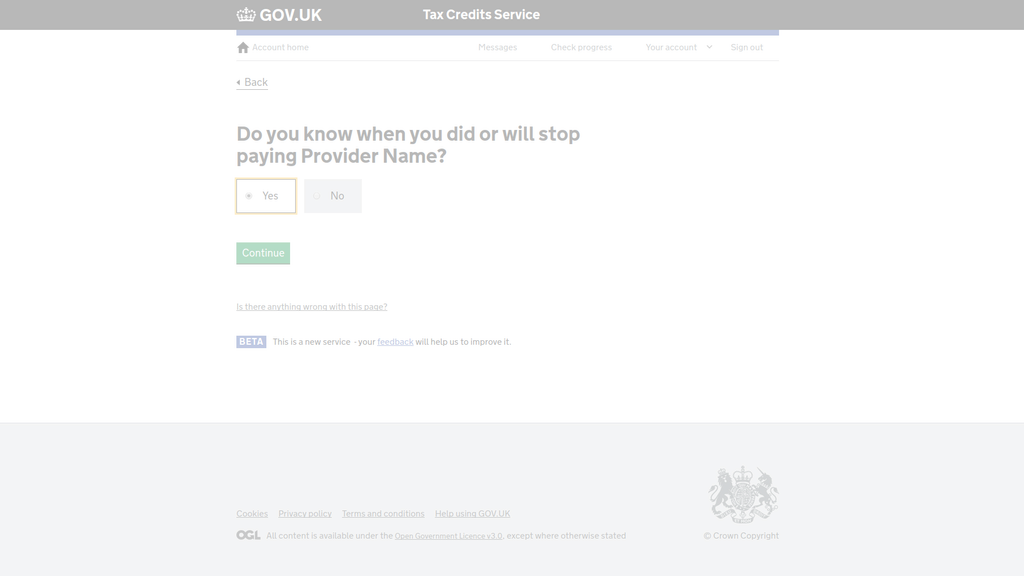 GOV.UK Tax Credits Service
Account home Messages Check progress Your account Sign out
Back
Do you know when you did or will stop
paying Provider Name?
Yes No
Continue
Is there anything wrong with this page?
BETA This is a new service - your feedback will help us to improve it.
Cookies Privacy policy Terms and conditions Help using GOV.UK
OGL All content is available under the Open Government Licence v3.0, except where otherwise stated
© Crown Copyright